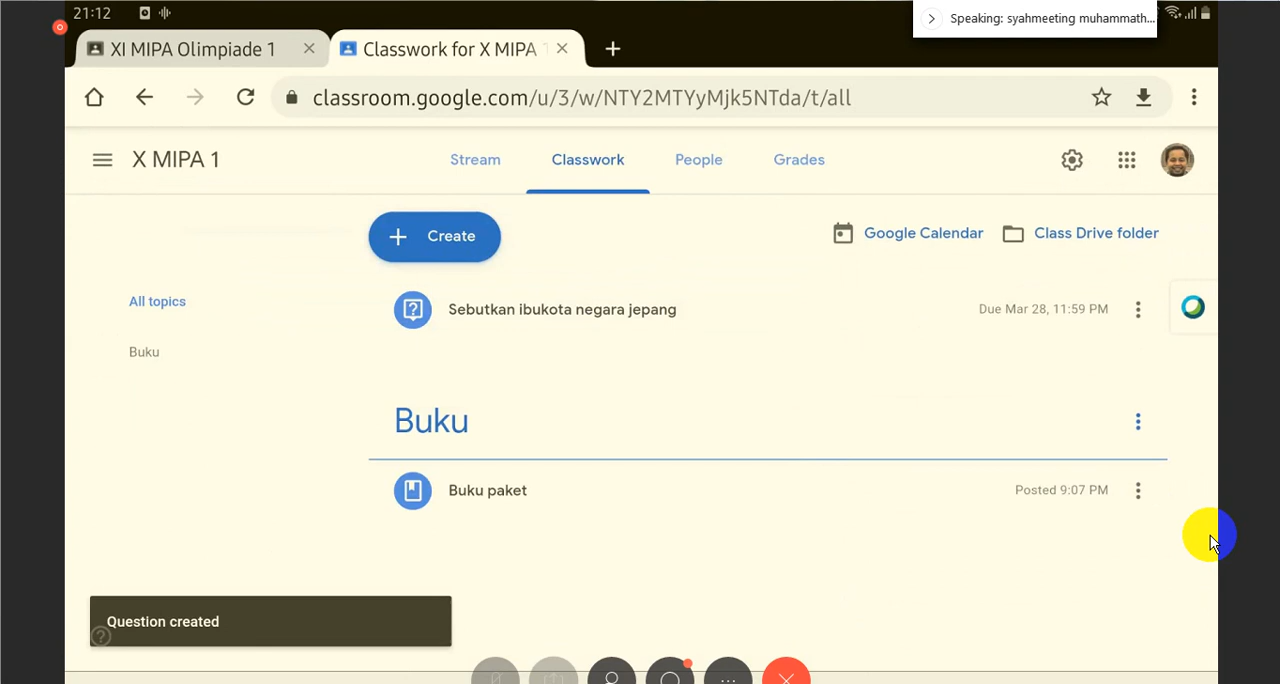 21:12
Speaking: syahmeeting muhammath...
XI MIPA Olimpiade 1
Classwork for X MIPA
classroom.google.com/u/3/w/NTY2MTYyMjk5NTda/t/all
X MIPA 1
Stream
Classwork
People
Grades
Create
Google Calendar
Class Drive folder
All topics
Sebutkan ibukota negara jepang
Due Mar 28, 11:59 PM
Buku
Buku
Buku paket
Posted 9:07 PM
Question created